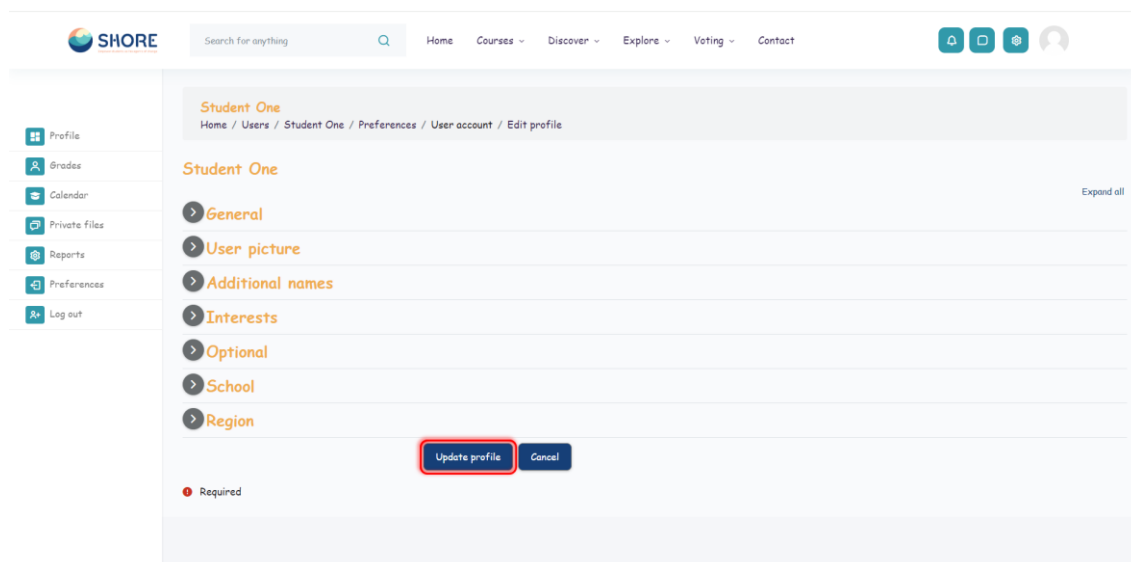 SHORE
Search for anything
Home Courses Discover Explore Voting Contact
Student One
Home / Users / Student One / Preferences / User account / Edit profile
Profile
Grades
Calendar
Private files
Reports
Preferences
Log out
Student One
Expand all
General
User picture
Additional names
Interests
Optional
School
Region
Update profile Cancel
Required